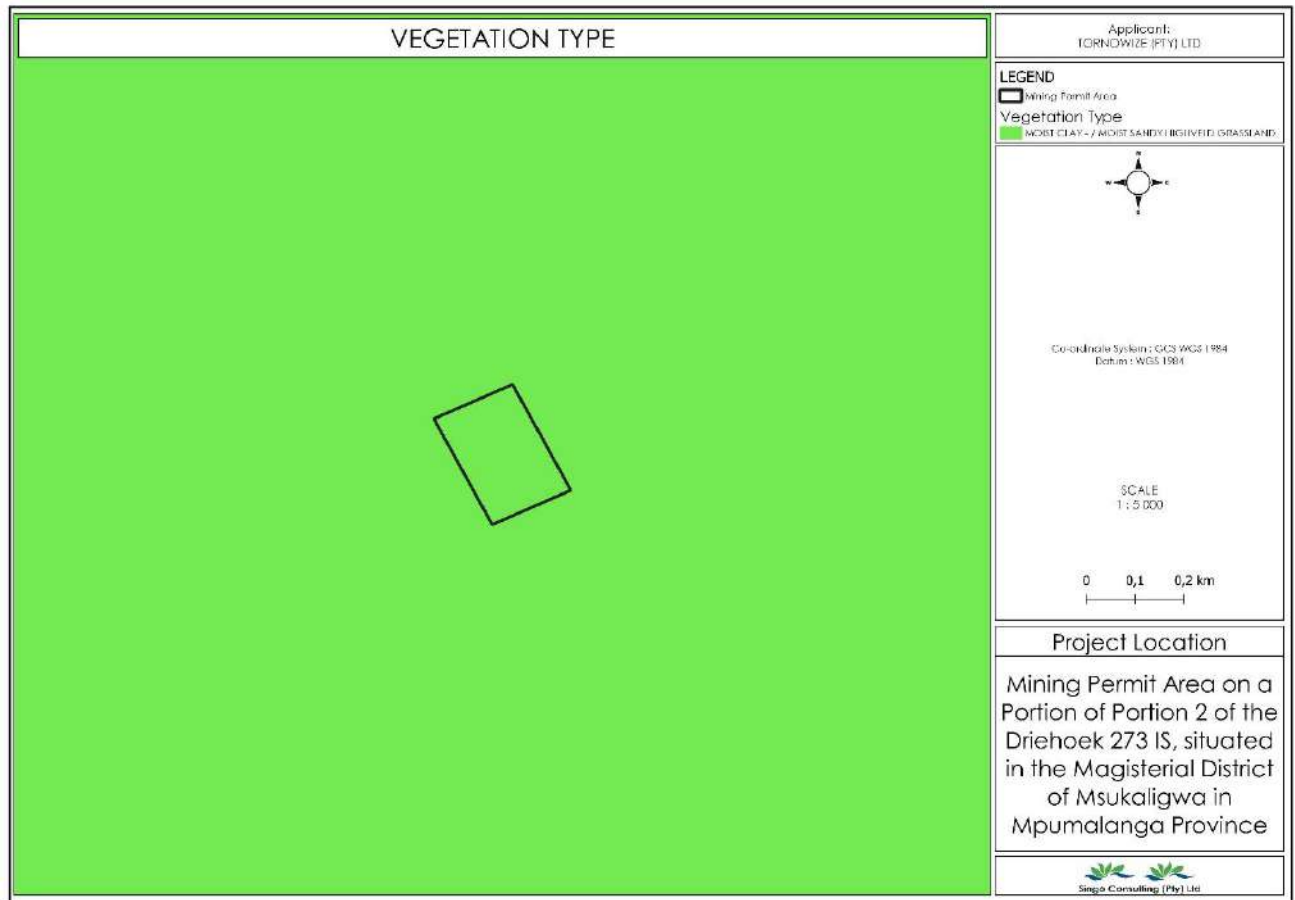 VEGETATION TYPE
Applicant:
TORNOWIZE (PTY) LTD
LEGEND
Mining Permit Area
Vegetation Type
MOIST CLAY - / MOIST SANDY HIGHVELD GRASSLAND
N
W E
S
Co-ordinate System : GCS WGS 1984
Datum : WGS 1984
SCALE
1 : 5 000
0 0,1 0,2 km
Project Location
Mining Permit Area on a
Portion of Portion 2 of the
Driehoek 273 IS, situated
in the Magisterial District
of Msukaligwa in
Mpumalanga Province
Singo Consulting (Pty) Ltd